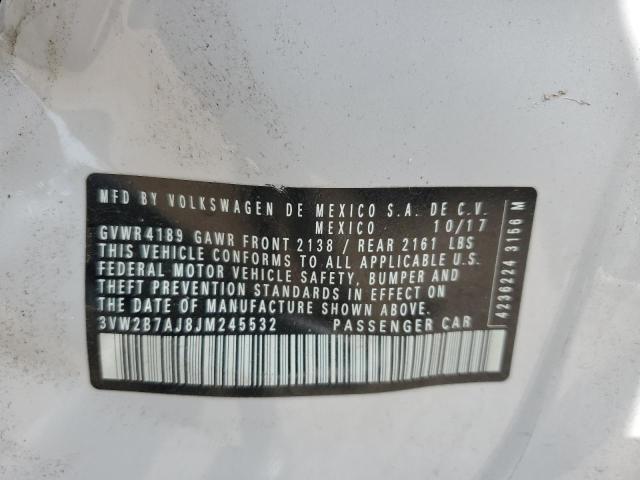 MFD BY VOLKSWAGEN DE MEXICO S.A. DE C.V.
MEXICO 10/17
GVWR4189 GAWR FRONT 2138 / REAR 2161 LBS
THIS VEHICLE CONFORMS TO ALL APPLICABLE U.S.
FEDERAL MOTOR VEHICLE SAFETY, BUMPER AND
THEFT PREVENTION STANDARDS IN EFFECT ON
THE DATE OF MANUFACTURE SHOWN ABOVE.
3VW2B7AJ8JM245532 PASSENGER CAR
4236224 3156 M